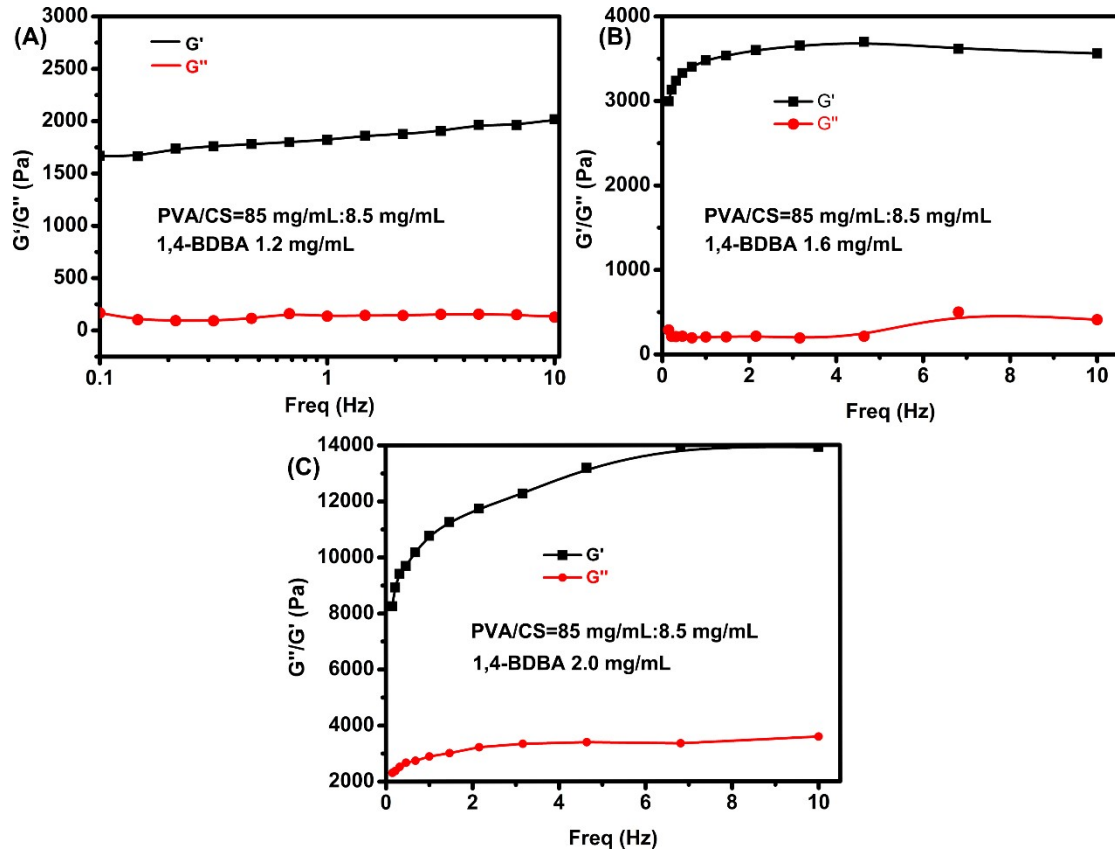 (A)
3000
2500
2000
1500
1000
500
0
G'
G''
PVA/CS=85 mg/mL:8.5 mg/mL
1,4-BDBA 1.2 mg/mL
G‘/G'' (Pa)
0.1
1
10
Freq (Hz)
(B)
4000
3000
2000
1000
0
G'
G''
PVA/CS=85 mg/mL:8.5 mg/mL
1,4-BDBA 1.6 mg/mL
G'/G'' (Pa)
0
2
4
6
8
10
Freq (Hz)
(C)
14000
12000
10000
8000
6000
4000
2000
G'
G''
PVA/CS=85 mg/mL:8.5 mg/mL
1,4-BDBA 2.0 mg/mL
G''/G' (Pa)
0
2
4
6
8
10
Freq (Hz)